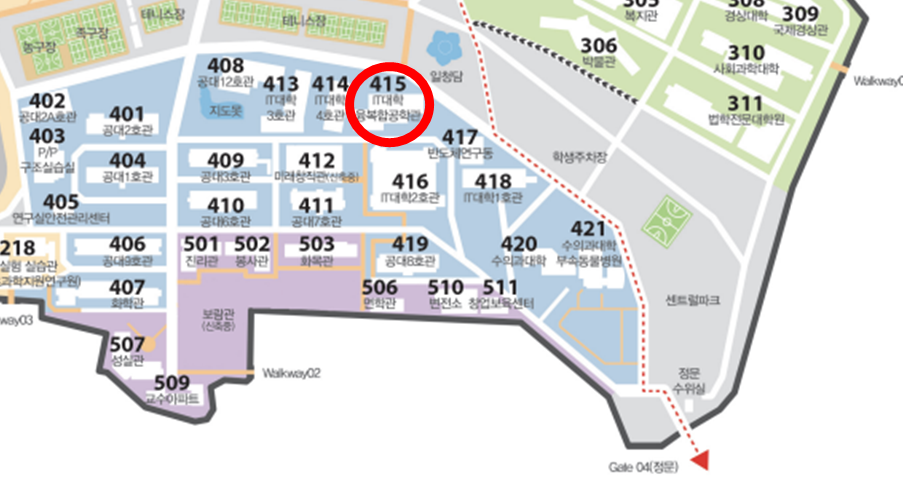 테니스장
테니스장
농구장
족구장
305
복지관
308
경상대학
309
국제경상관
306
박물관
310
사회과학대학
311
법학전문대학원
일청담
408
공대12호관
지도못
413
IT대학
3호관
414
IT대학
4호관
415
IT대학
융복합공학관
402
공대2A호관
401
공대2호관
403
P/P
구조실습실
417
반도체연구동
학생주차장
404
공대1호관
409
공대3호관
412
미래창직관(신축중)
416
IT대학2호관
418
IT대학1호관
405
연구실안전관리센터
410
공대6호관
411
공대7호관
218
실험 실습관
과학지원연구원)
406
공대9호관
501
진리관
502
봉사관
503
화목관
419
공대8호관
420
수의과대학
421
수의과대학
부속동물병원
407
화학관
506
면학관
510
변전소
511
창업보육센터
센트럴파크
보람관
(신축중)
way03
507
성실관
Walkway02
509
교수아파트
정문
수위실
Gate 04(정문)
Walkway0